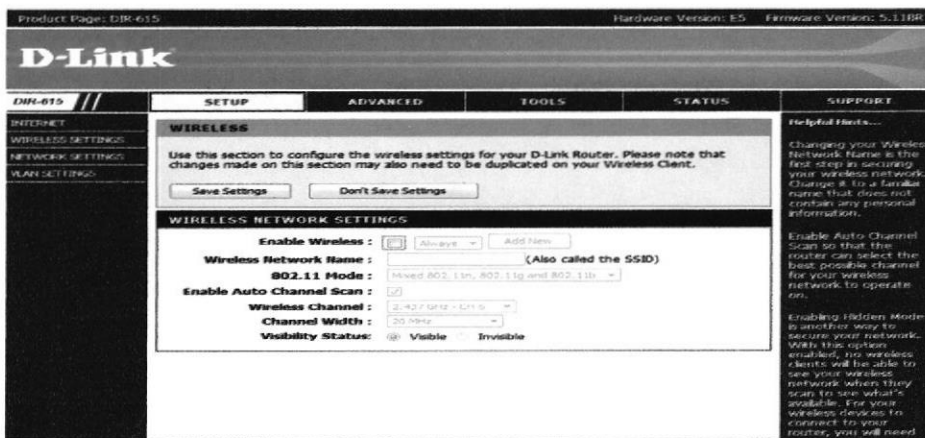 Product Page: DIR-615
Hardware Version: E5
Firmware Version: 5.11BR
D-Link
DIR-615
SETUP
ADVANCED
TOOLS
STATUS
SUPPORT
INTERNET
WIRELESS SETTINGS
NETWORK SETTINGS
VLAN SETTINGS
WIRELESS
Use this section to configure the wireless settings for your D-Link Router. Please note that
changes made on this section may also need to be duplicated on your Wireless Client.
Save Settings
Don't Save Settings
WIRELESS NETWORK SETTINGS
Enable Wireless :
Always
Add New
Wireless Network Name :
(Also called the SSID)
802.11 Mode :
Mixed 802.11n, 802.11g and 802.11b
Enable Auto Channel Scan :
Wireless Channel :
2.437 GHz - CH 6
Channel Width :
20 MHz
Visibility Status:
Visible
Invisible
Helpful Hints...
Changing your Wireless
Network Name is the
first step in securing
your wireless network.
Change it to a familiar
name that does not
contain any personal
information.
Enable Auto Channel
Scan so that the
router can select the
best possible channel
for your wireless
network to operate
on.
Enabling Hidden Mode
is another way to
secure your network.
With this option
enabled, no wireless
clients will be able to
see your wireless
network when they
scan to see what's
available. For your
wireless devices to
connect to your
router, you will need